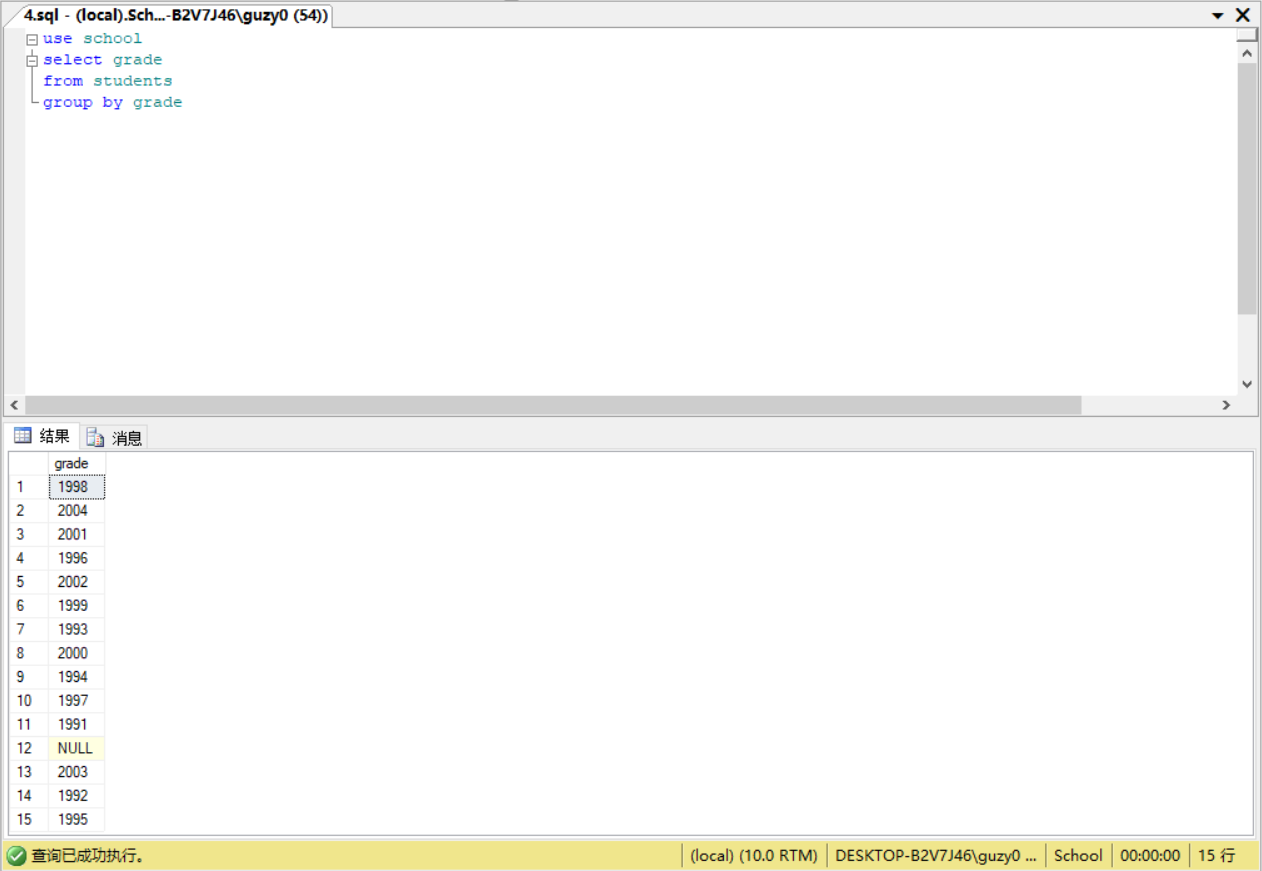 4.sql - (local).Sch...-B2V7J46\guzy0 (54))
use school
select grade
from students
group by grade
结果 消息
grade
1 1998
2 2004
3 2001
4 1996
5 2002
6 1999
7 1993
8 2000
9 1994
10 1997
11 1991
12 NULL
13 2003
14 1992
15 1995
查询已成功执行。 (local) (10.0 RTM) DESKTOP-B2V7J46\guzy0 ... School 00:00:00 15 行